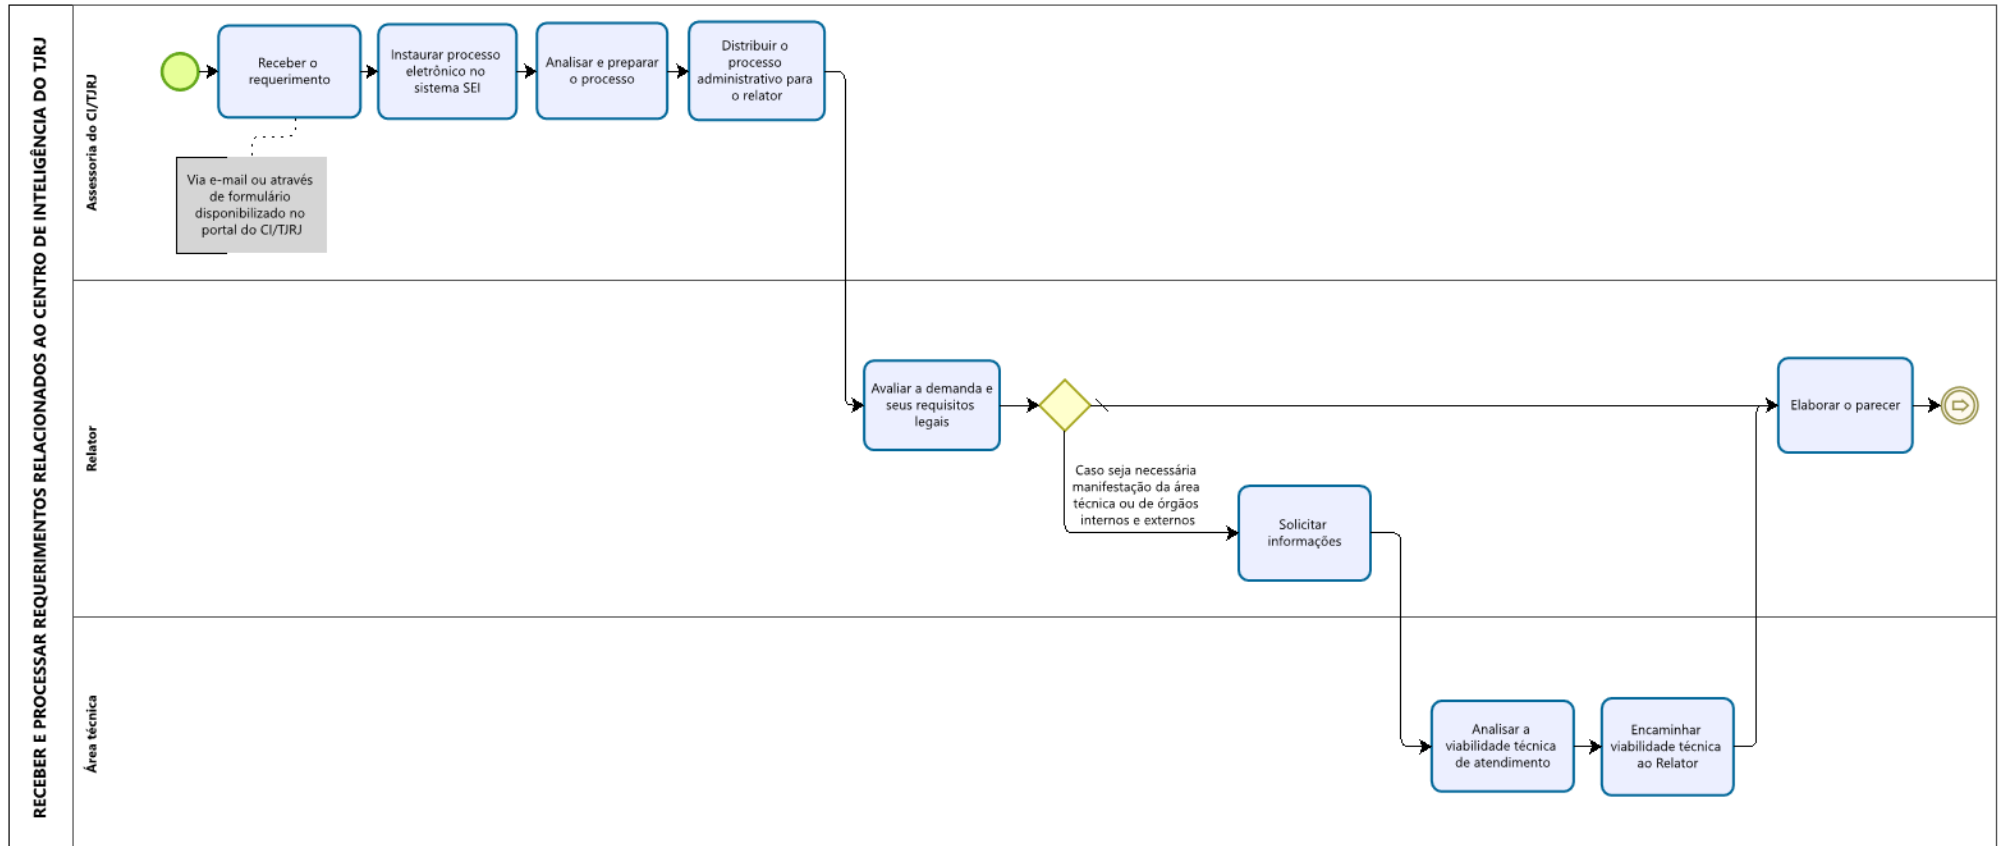 RECEBER E PROCESSAR REQUERIMENTOS RELACIONADOS AO CENTRO DE INTELIGÊNCIA DO TJRJ
Assessoria do CI/TJRJ
Receber o
requerimento
Instaurar processo
eletrônico no
sistema SEI
Analisar e preparar
o processo
Distribuir o
processo
administrativo para
o relator
Via e-mail ou através
de formulário
disponibilizado no
portal do CI/TJRJ
Relator
Avaliar a demanda e
seus requisitos
legais
Caso seja necessária
manifestação da área
técnica ou de órgãos
internos e externos
Solicitar
informações
Elaborar o parecer
Área técnica
Analisar a
viabilidade técnica
de atendimento
Encaminhar
viabilidade técnica
ao Relator